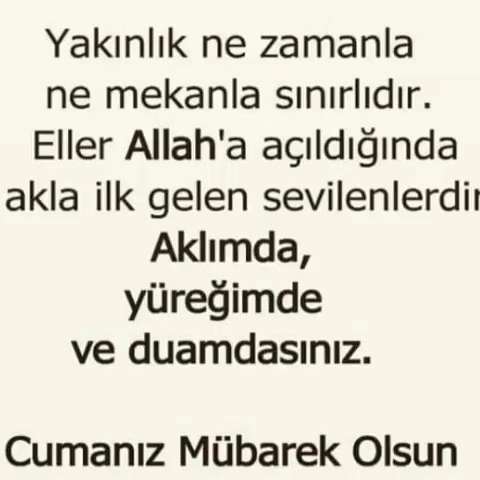 Yakınlık ne zamanla
ne mekanla sınırlıdır.
Eller Allah'a açıldığında
akla ilk gelen sevilenlerdir
Aklımda,
yüreğimde
ve duamdasınız.
Cumanız Mübarek Olsun